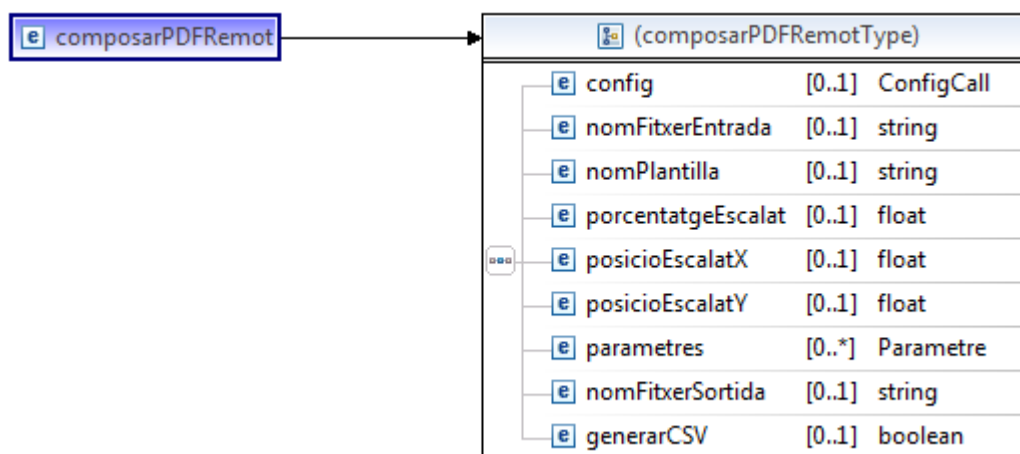 e composarPDFRemot
(composarPDFRemotType)
e config [0..1] ConfigCall
e nomFitxerEntrada [0..1] string
e nomPlantilla [0..1] string
e porcentatgeEscalat [0..1] float
e posicioEscalatX [0..1] float
e posicioEscalatY [0..1] float
e parametres [0..*] Parametre
e nomFitxerSortida [0..1] string
e generarCSV [0..1] boolean